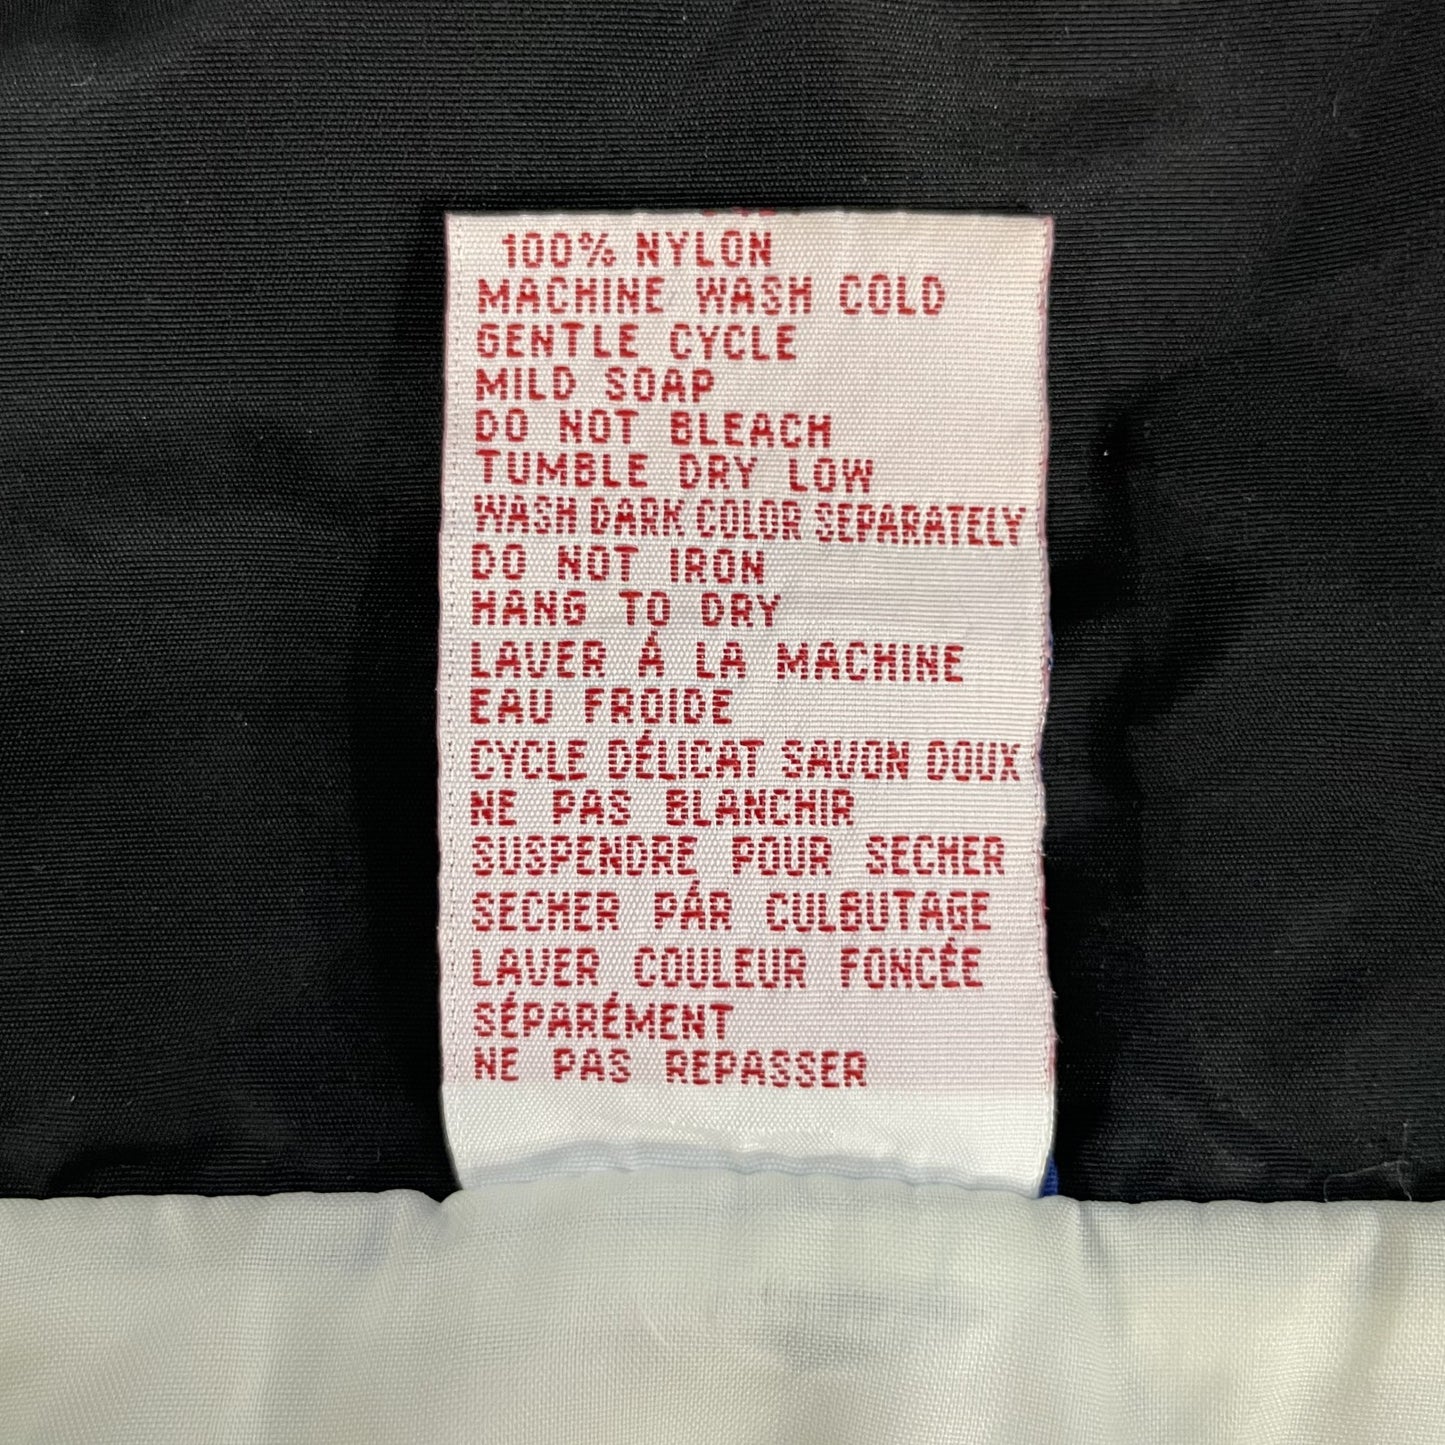 100% NYLON
MACHINE WASH COLD
GENTLE CYCLE
MILD SOAP
DO NOT BLEACH
TUMBLE DRY LOW
WASH DARK COLOR SEPARATELY
DO NOT IRON
HANG TO DRY
LAVER Á LA MACHINE
EAU FROIDE
CYCLE DÉLICAT SAVON DOUX
NE PAS BLANCHIR
SUSPENDRE POUR SECHER
SECHER PÁR CULBUTAGE
LAVER COULEUR FONCÉE
SÉPARÉMENT
NE PAS REPASSER